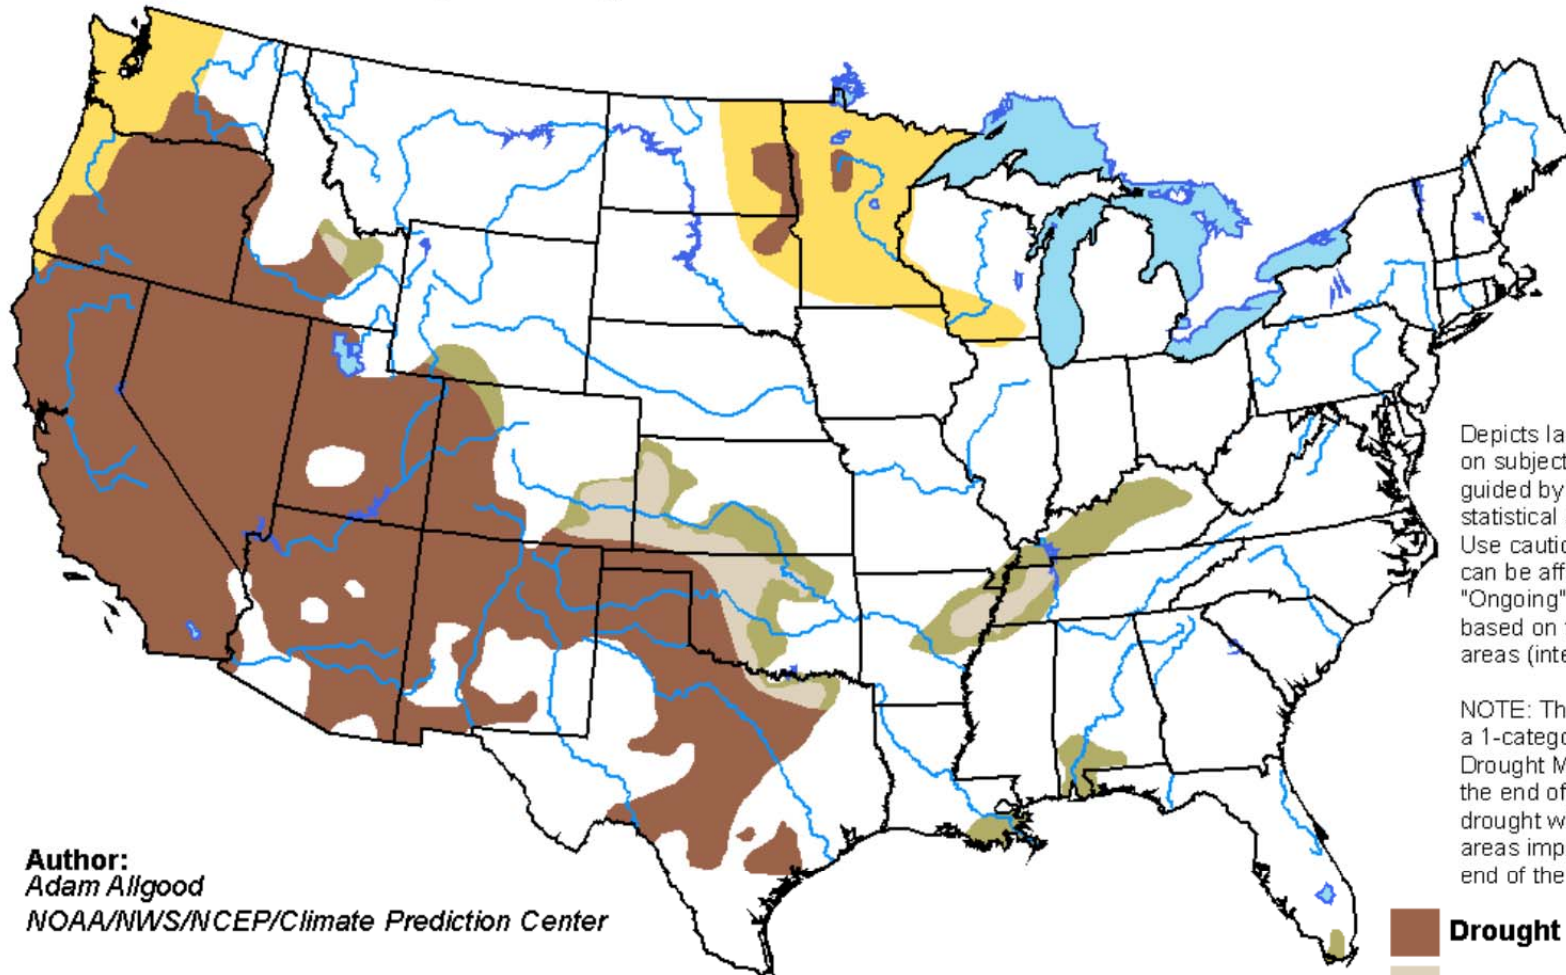 Depicts la
on subject
guided by
statistical
Use cautio
can be aff
"Ongoing"
based on
areas (inte
NOTE: Th
a 1-catego
Drought M
the end of
drought w
areas imp
end of the
Author:
Adam Allgood
NOAA/NWS/NCEP/Climate Prediction Center
Drought